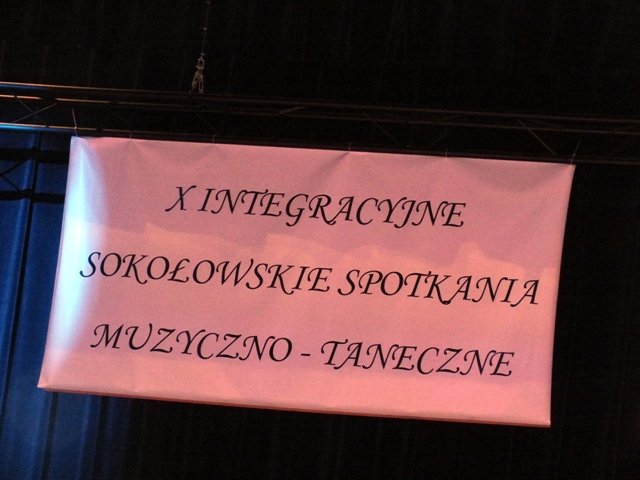 X INTEGRACYJNE
SOKOŁOWSKIE SPOTKANIA
MUZYCZNO - TANECZNE